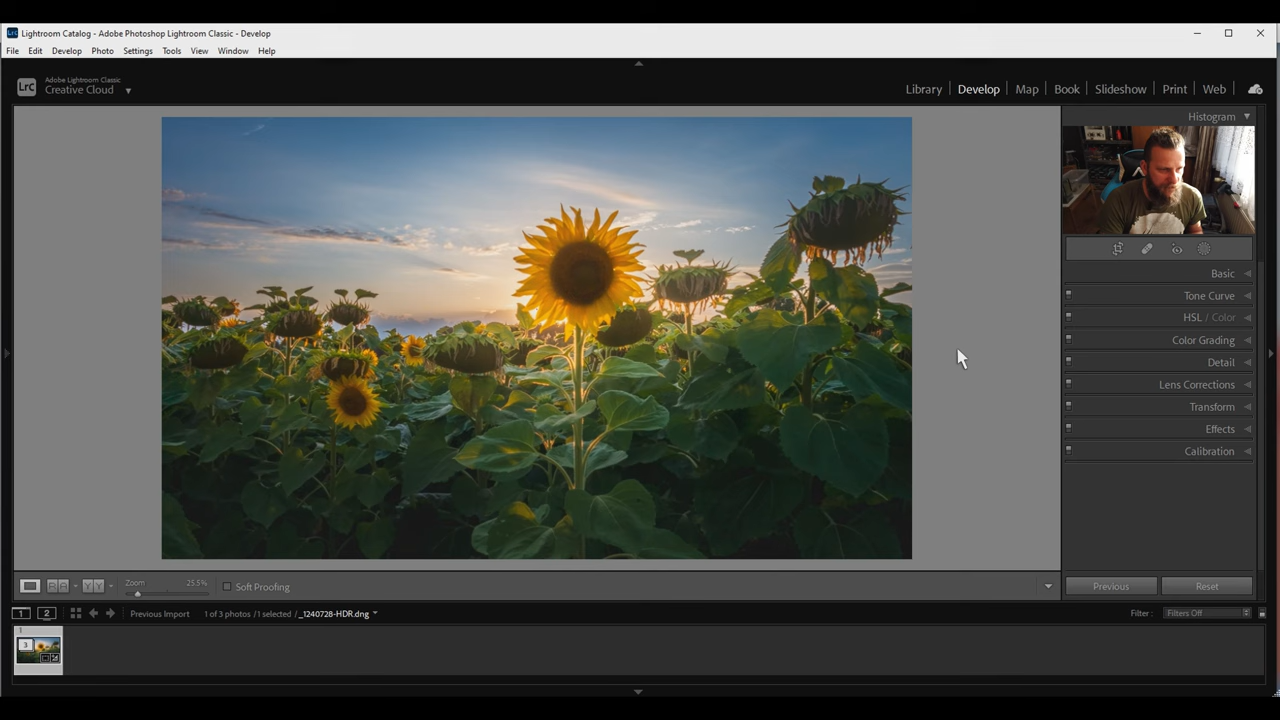 Lightroom Catalog - Adobe Photoshop Lightroom Classic - Develop
File Edit Develop Photo Settings Tools View Window Help
LrC Adobe Lightroom Classic
Creative Cloud
Library Develop Map Book Slideshow Print Web
Histogram
Basic
Tone Curve
HSL / Color
Color Grading
Detail
Lens Corrections
Transform
Effects
Calibration
Previous Reset
Zoom 25.5% Soft Proofing
1 2 Previous Import 1 of 3 photos /1 selected /_1240728-HDR.dng Filter : Filters Off
1
3